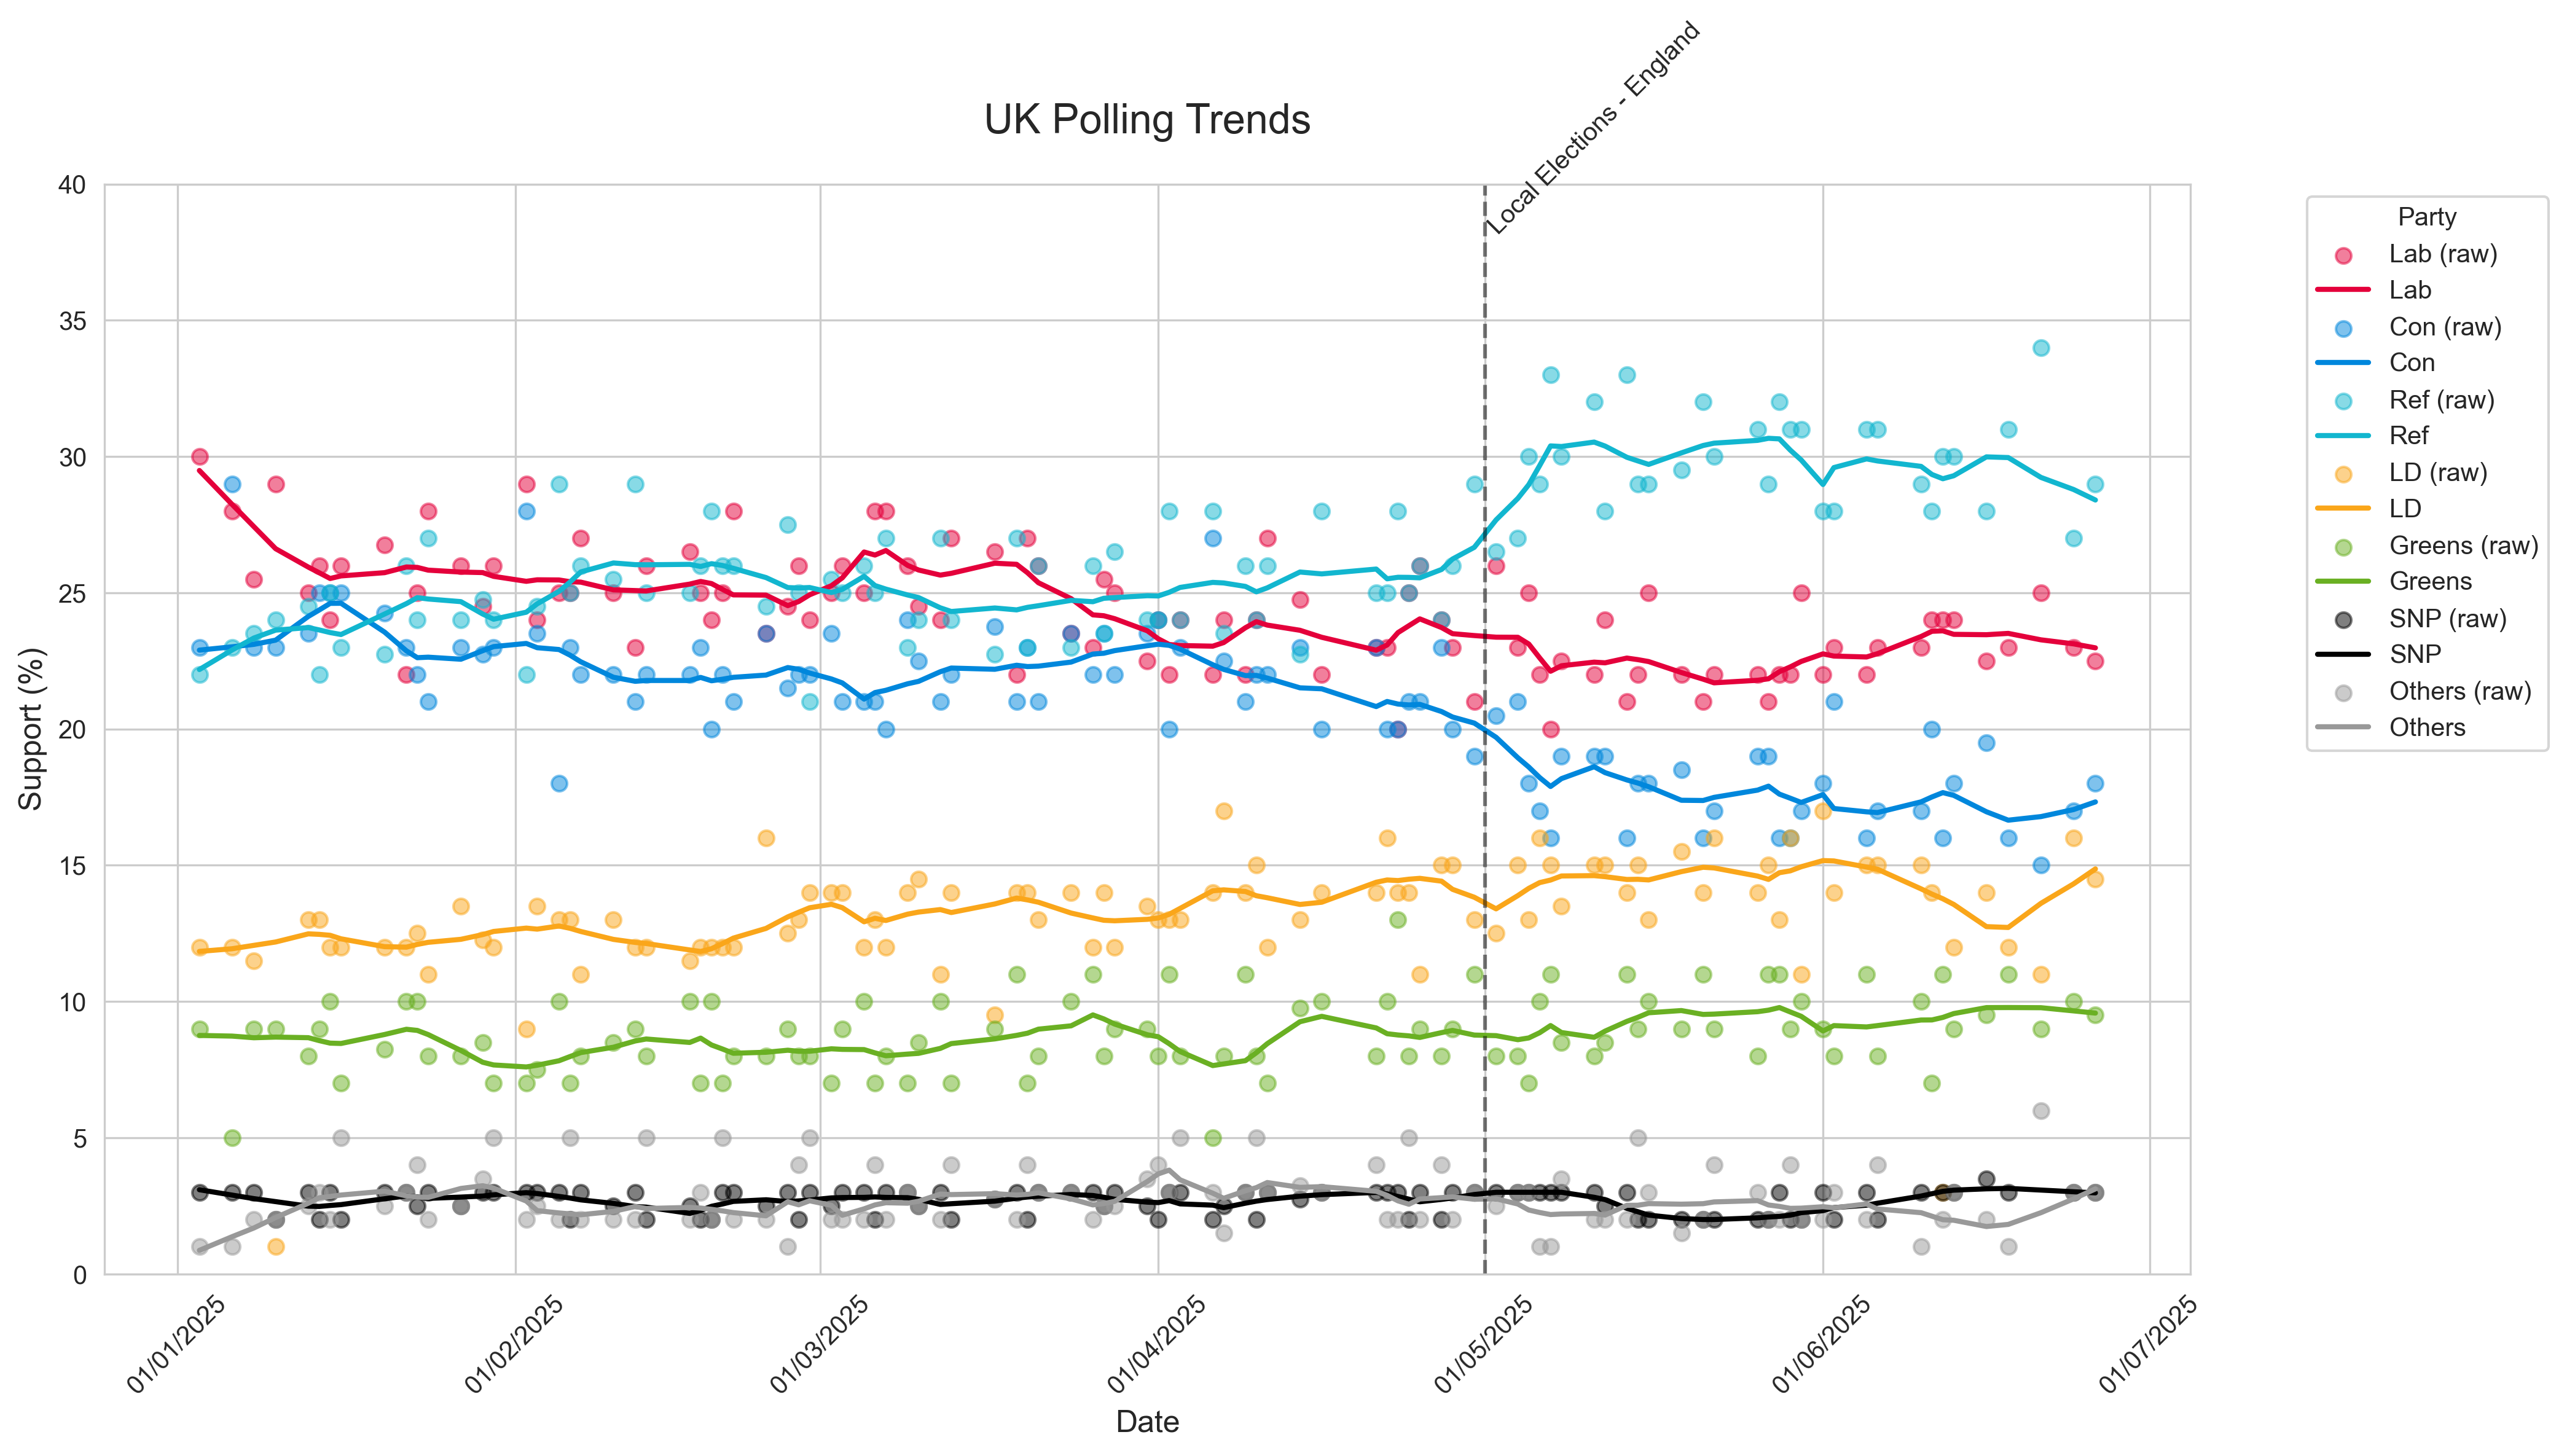 Local Elections - England
UK Polling Trends
40
35
30
25
20
15
10
5
0
Support (%)
01/01/2025
01/02/2025
01/03/2025
01/04/2025
01/05/2025
01/06/2025
01/07/2025
Date
Party
Lab (raw)
Lab
Con (raw)
Con
Ref (raw)
Ref
LD (raw)
LD
Greens (raw)
Greens
SNP (raw)
SNP
Others (raw)
Others